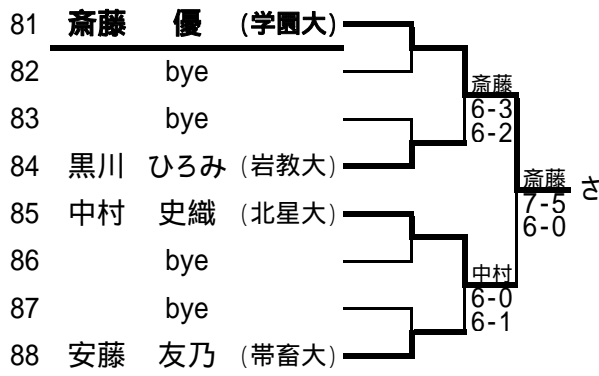 81 斎藤 優 (学園大)
82 bye
83 bye
84 黒川 ひろみ (岩教大)
85 中村 史織 (北星大)
86 bye
87 bye
88 安藤 友乃 (帯畜大)
斎藤
6-3
6-2
中村
6-0
6-1
斎藤
7-5
6-0
さ